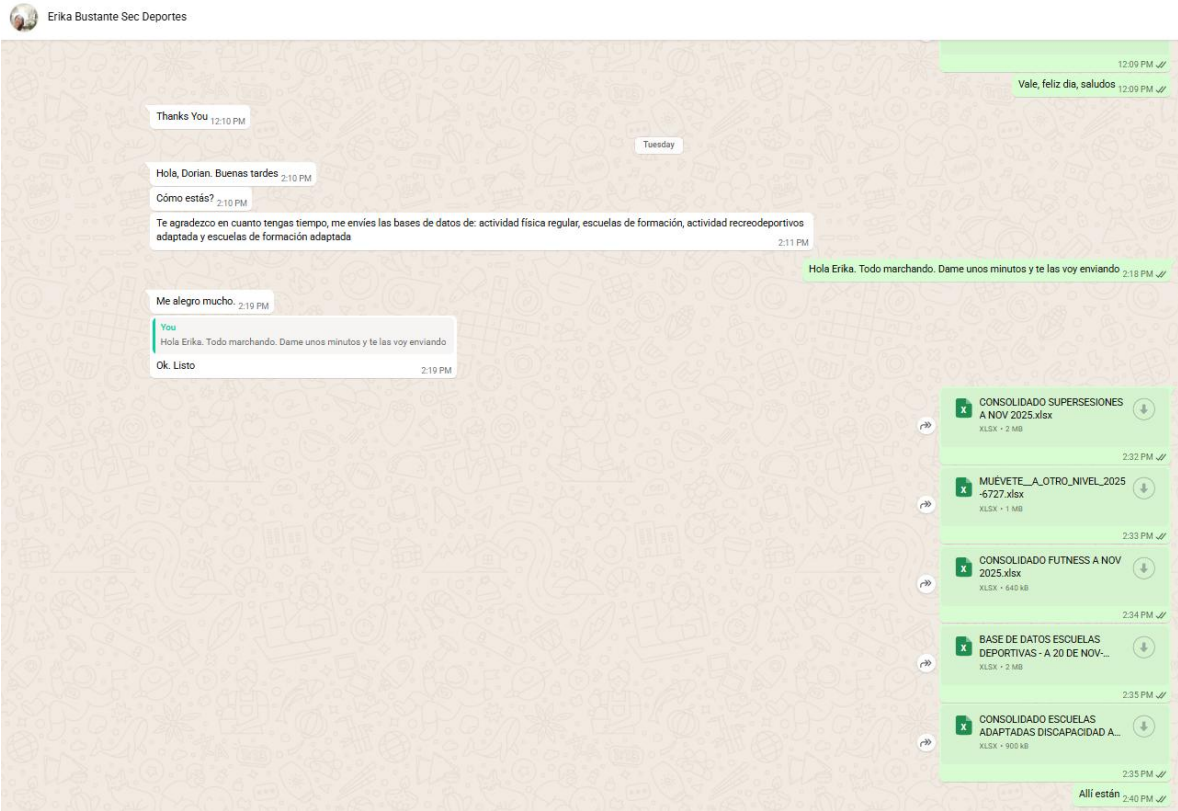 Erika Bustante Sec Deportes
12:09 PM
Vale, feliz dia, saludos 12:09 PM
Thanks You 12:10 PM
Tuesday
Hola, Dorian. Buenas tardes 2:10 PM
Cómo estás? 2:10 PM
Te agradezco en cuanto tengas tiempo, me envíes las bases de datos de: actividad física regular, escuelas de formación, actividad recreodeportivos
adaptada y escuelas de formación adaptada 2:11 PM
Hola Erika. Todo marchando. Dame unos minutos y te las voy enviando 2:18 PM
Me alegro mucho. 2:19 PM
You
Hola Erika. Todo marchando. Dame unos minutos y te las voy enviando
Ok. Listo 2:19 PM
CONSOLIDADO SUPERSESIONES
A NOV 2025.xlsx
XLSX • 2 MB
2:32 PM
MUÉVETE__A_OTRO_NIVEL_2025
-6727.xlsx
XLSX • 1 MB
2:33 PM
CONSOLIDADO FUTNESS A NOV
2025.xlsx
XLSX • 640 kB
2:34 PM
BASE DE DATOS ESCUELAS
DEPORTIVAS - A 20 DE NOV-...
XLSX • 2 MB
2:35 PM
CONSOLIDADO ESCUELAS
ADAPTADAS DISCAPACIDAD A...
XLSX • 900 kB
2:35 PM
Allí están 2:40 PM